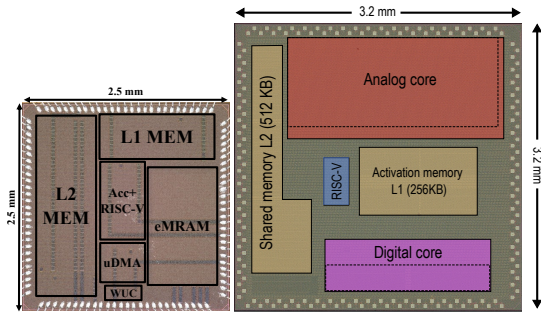 2.5 mm
2.5 mm
L1 MEM
L2
MEM
Acc+
RISC-V
eMRAM
uDMA
WUC
3.2 mm
3.2 mm
Shared memory L2 (512 KB)
Analog core
RISC-V
Activation memory
L1 (256KB)
Digital core